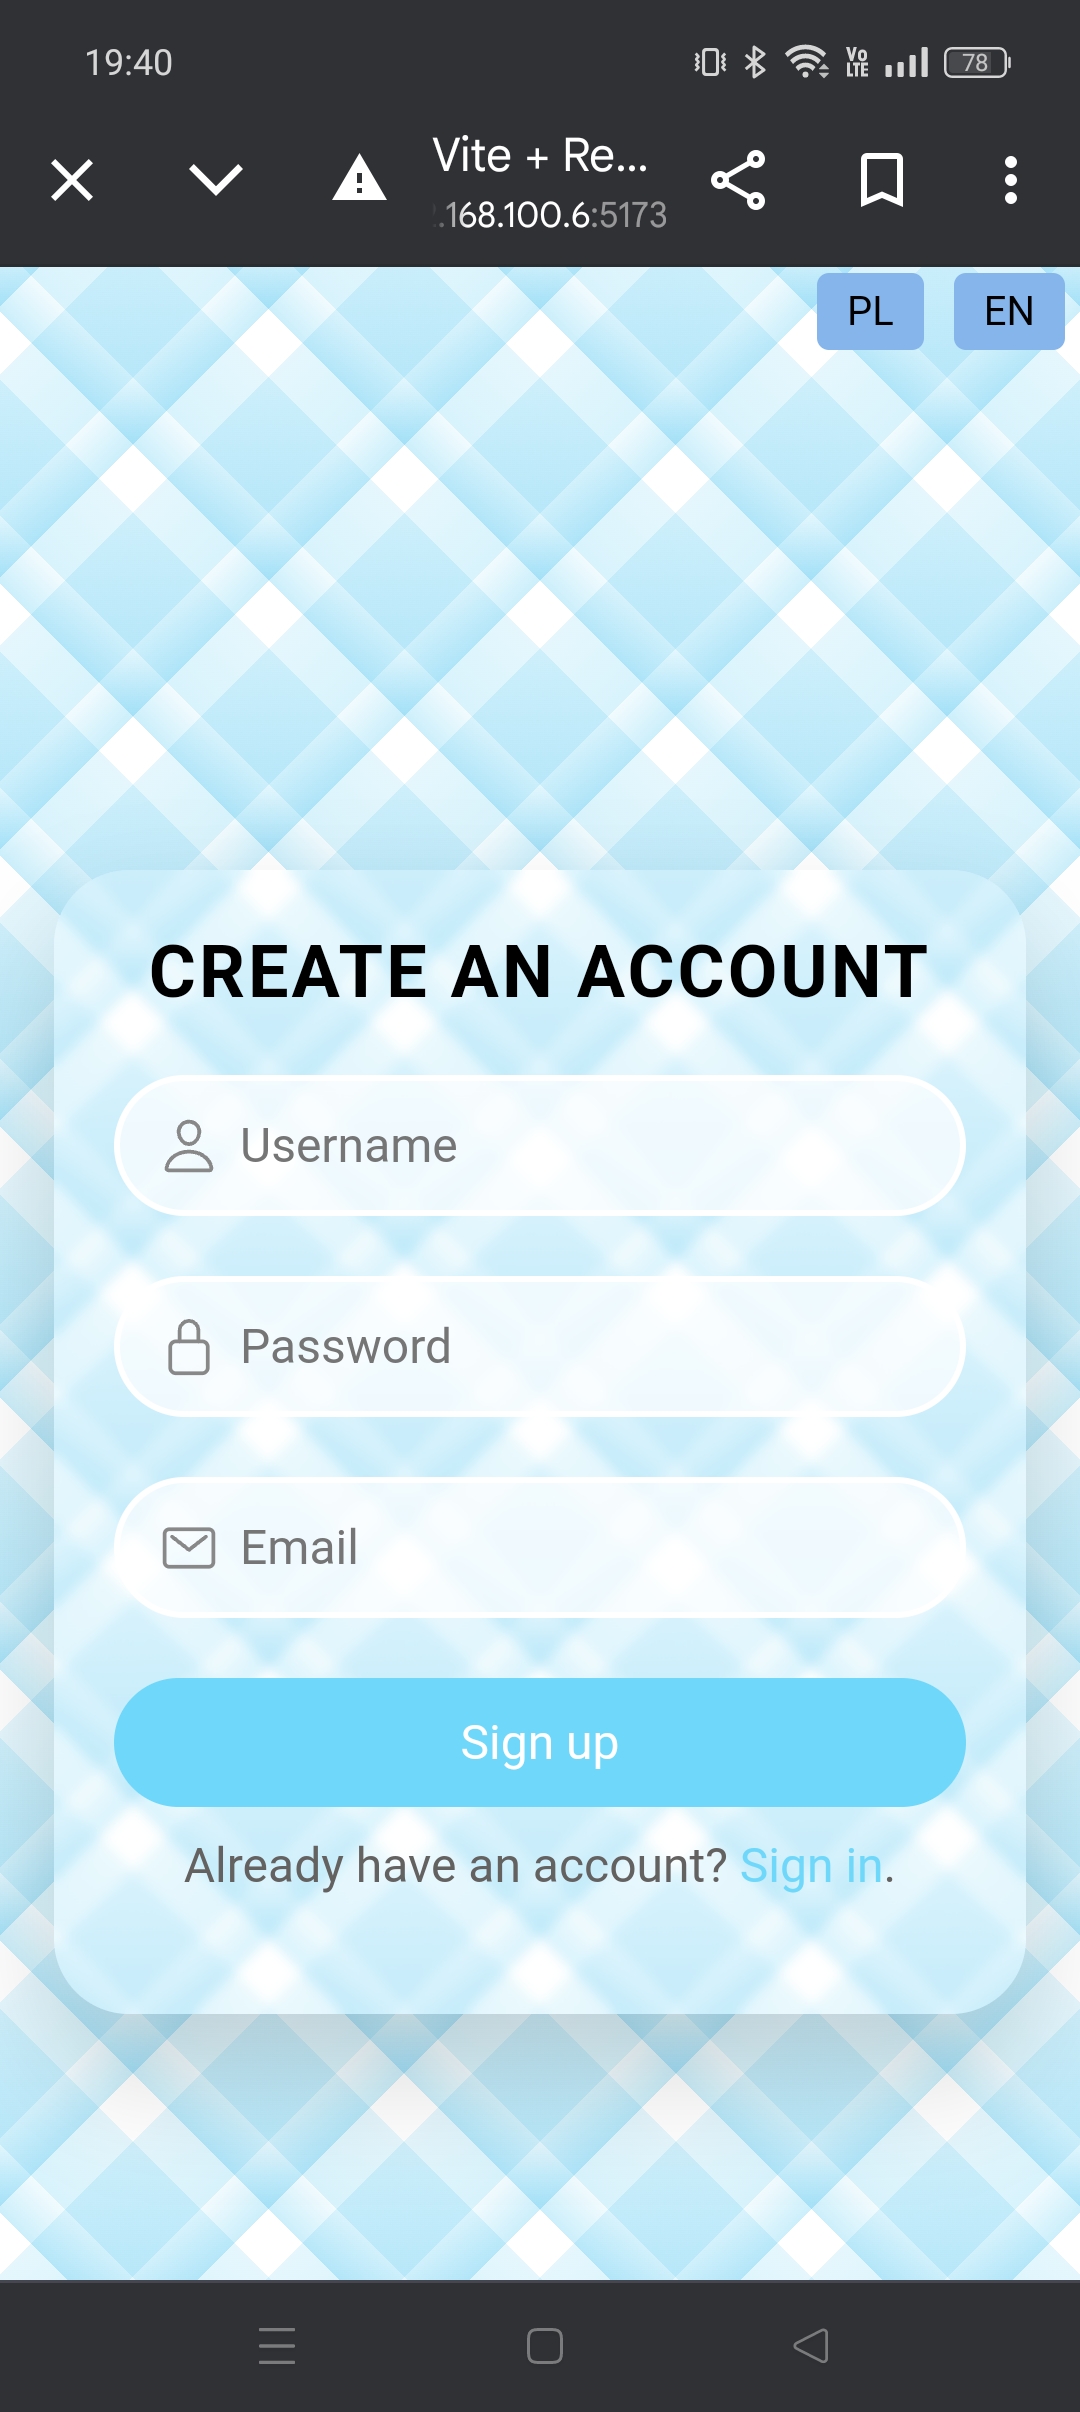 19:40
Vo
LTE
78
Vite + Re...
.168.100.6:5173
PL
EN
CREATE AN ACCOUNT
Username
Password
Email
Sign up
Already have an account? Sign in.